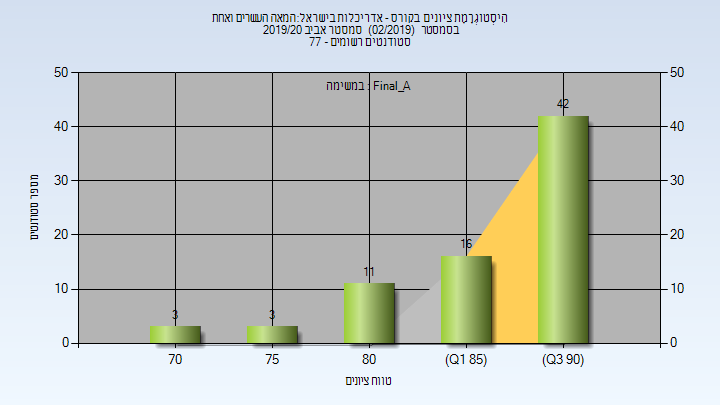 הִיסְטוֹגְרָמַת ציונים בקורס - אדריכלות בישראל:המאה העשרים ואחת
בסמסטר (02/2019) סמסטר אביב 2019/20
סטודנטים רשומים - 77
במשימה : Final_A
50 50
42
40 40
30 30
20 20
16
11
10 10
3 3
0 0
מספר סטודנטים
70 75 80 (Q1 85) (Q3 90)
טווח ציונים